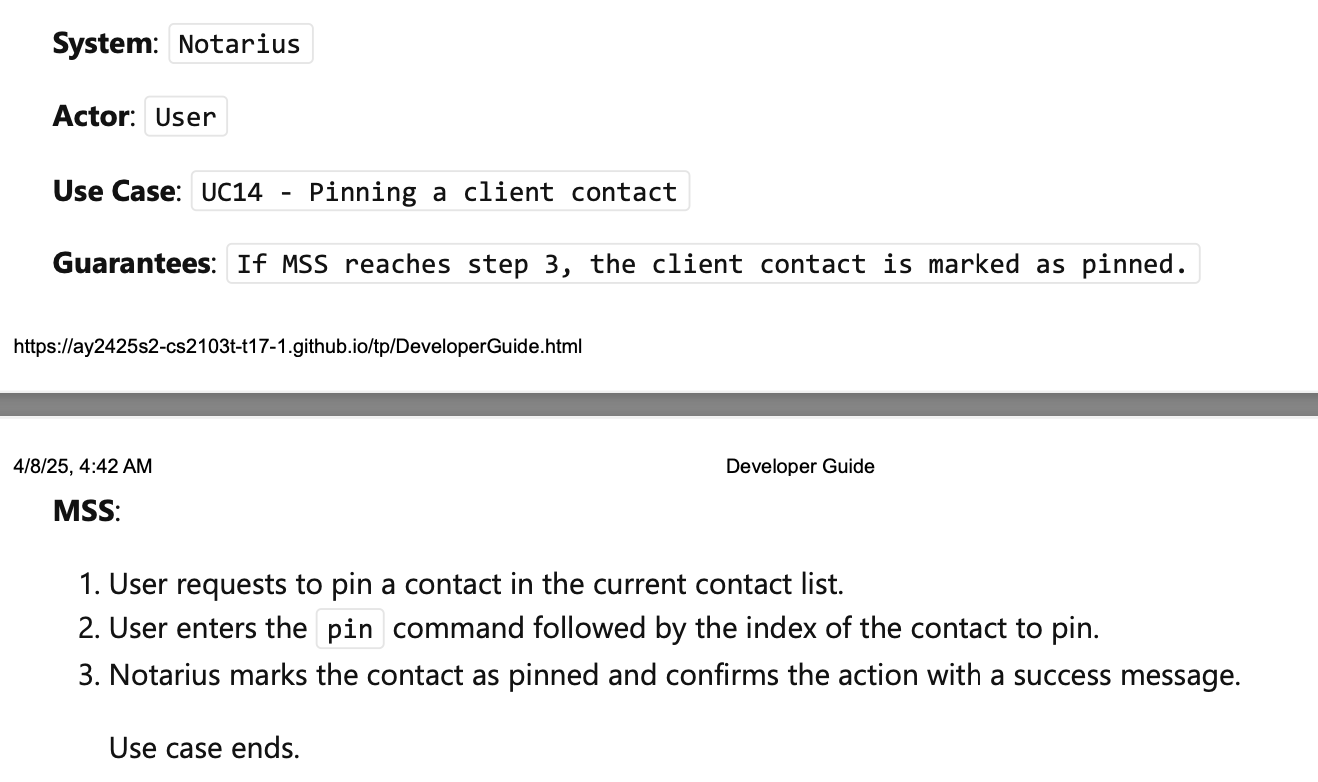 System: Notarius
Actor: User
Use Case: UC14 - Pinning a client contact
Guarantees: If MSS reaches step 3, the client contact is marked as pinned.
https://ay2425s2-cs2103t-t17-1.github.io/tp/DeveloperGuide.html
4/8/25, 4:42 AM Developer Guide
MSS:
1. User requests to pin a contact in the current contact list.
2. User enters the pin command followed by the index of the contact to pin.
3. Notarius marks the contact as pinned and confirms the action with a success message.
Use case ends.